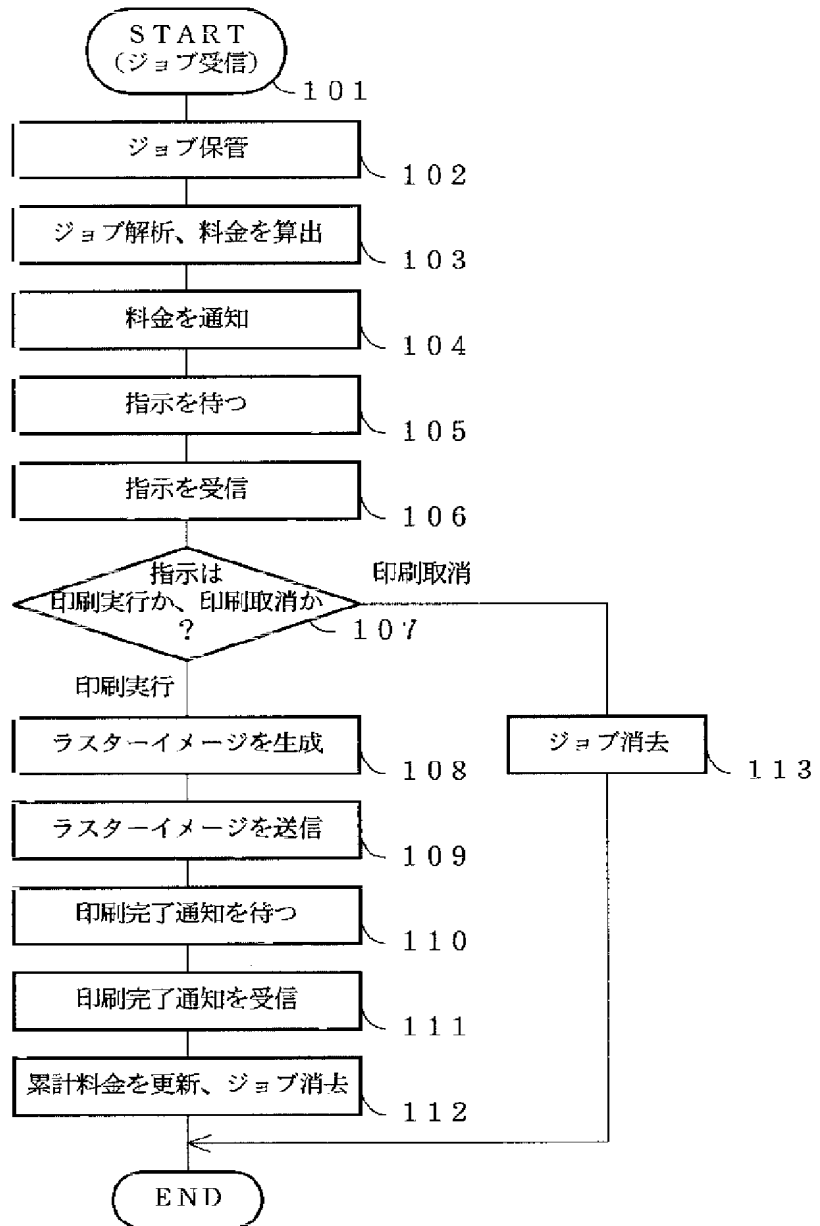 START
(ジョブ受信)
101
ジョブ保管
102
ジョブ解析、料金を算出
103
料金を通知
104
指示を待つ
105
指示を受信
106
指示は
印刷実行か、印刷取消か
?
107
印刷取消
印刷実行
ラスターイメージを生成
108
ジョブ消去
113
ラスターイメージを送信
109
印刷完了通知を待つ
110
印刷完了通知を受信
111
累計料金を更新、ジョブ消去
112
END